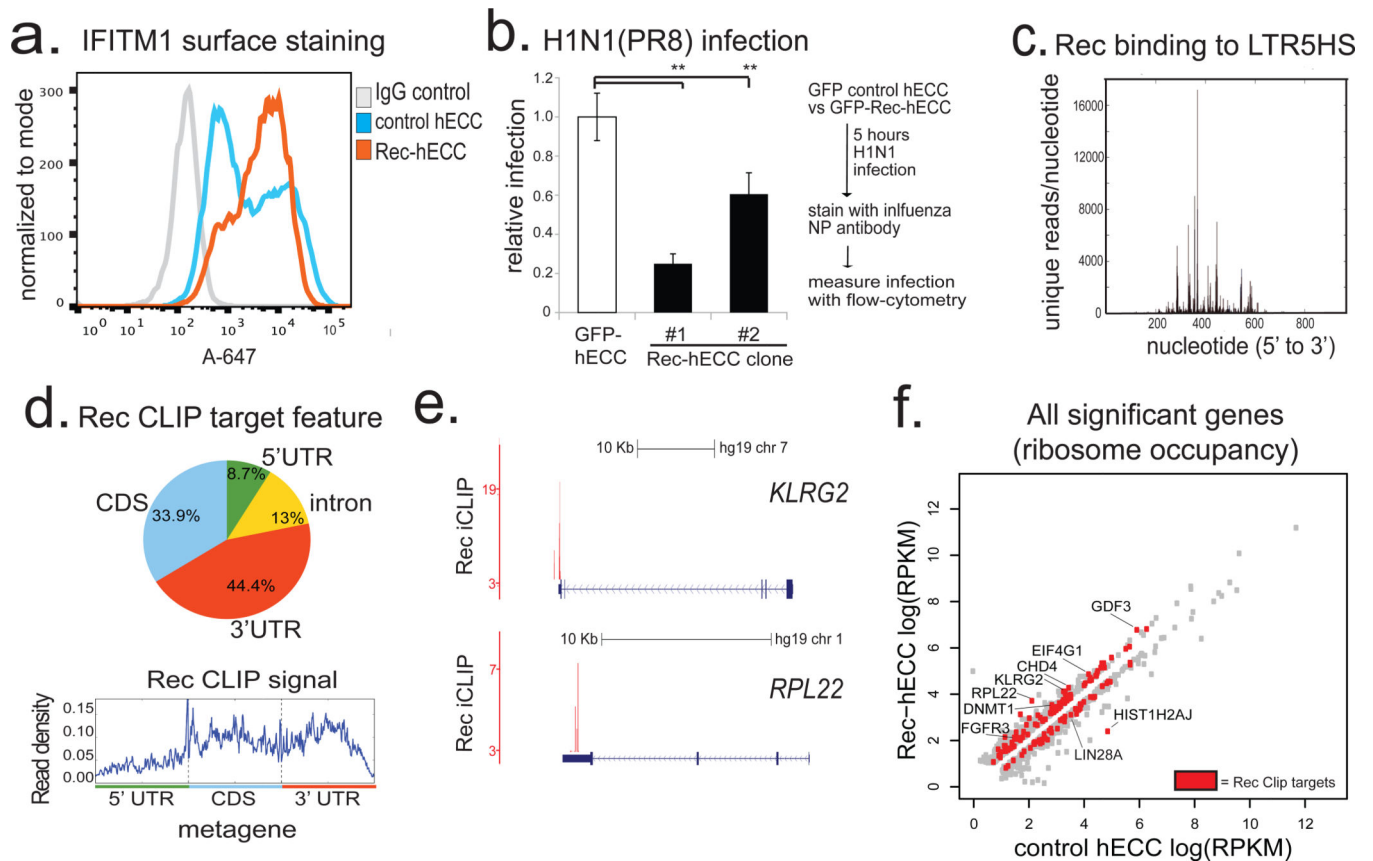 a. IFITM1 surface staining
normalized to mode
300
200
100
0
10^0 10^1 10^2 10^3 10^4 10^5
A-647
IgG control
control hECC
Rec-hECC
b. H1N1(PR8) infection
relative infection
1.2
1.0
0.8
0.6
0.4
0.2
0
** **
GFP-
hECC
#1 #2
Rec-hECC clone
GFP control hECC
vs GFP-Rec-hECC
5 hours
H1N1
infection
stain with inlfuenza
NP antibody
measure infection
with flow-cytometry
c. Rec binding to LTR5HS
unique reads/nucleotide
16000
12000
8000
4000
0
200 400 600 800
nucleotide (5’ to 3’)
d. Rec CLIP target feature
5’UTR
8.7%
intron
13%
CDS
33.9%
44.4%
3’UTR
Rec CLIP signal
Read density
0.15
0.10
0.05
0.00
5’ UTR CDS 3’ UTR
metagene
e.
10 Kb hg19 chr 7
Rec iCLIP
19
3
KLRG2
10 Kb hg19 chr 1
Rec iCLIP
7
3
RPL22
f. All significant genes
(ribosome occupancy)
Rec−hECC log(RPKM)
12
10
8
6
4
2
0
GDF3
EIF4G1
CHD4
KLRG2
RPL22
DNMT1
FGFR3
HIST1H2AJ
LIN28A
= Rec Clip targets
0 2 4 6 8 10 12
control hECC log(RPKM)